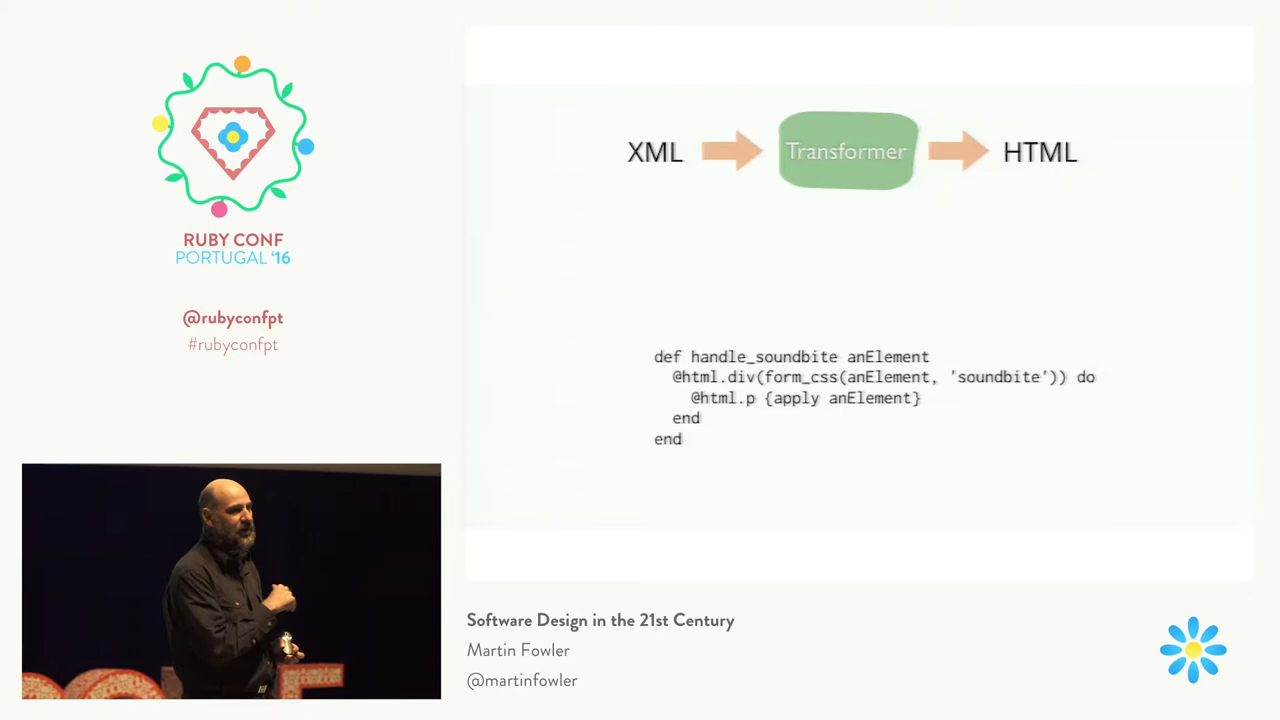 RUBY CONF
PORTUGAL '16
@rubyconfpt
#rubyconfpt
XML
Transformer
HTML
def handle_soundbite anElement
  @html.div(form_css(anElement, 'soundbite')) do
    @html.p {apply anElement}
  end
end
Software Design in the 21st Century
Martin Fowler
@martinfowler